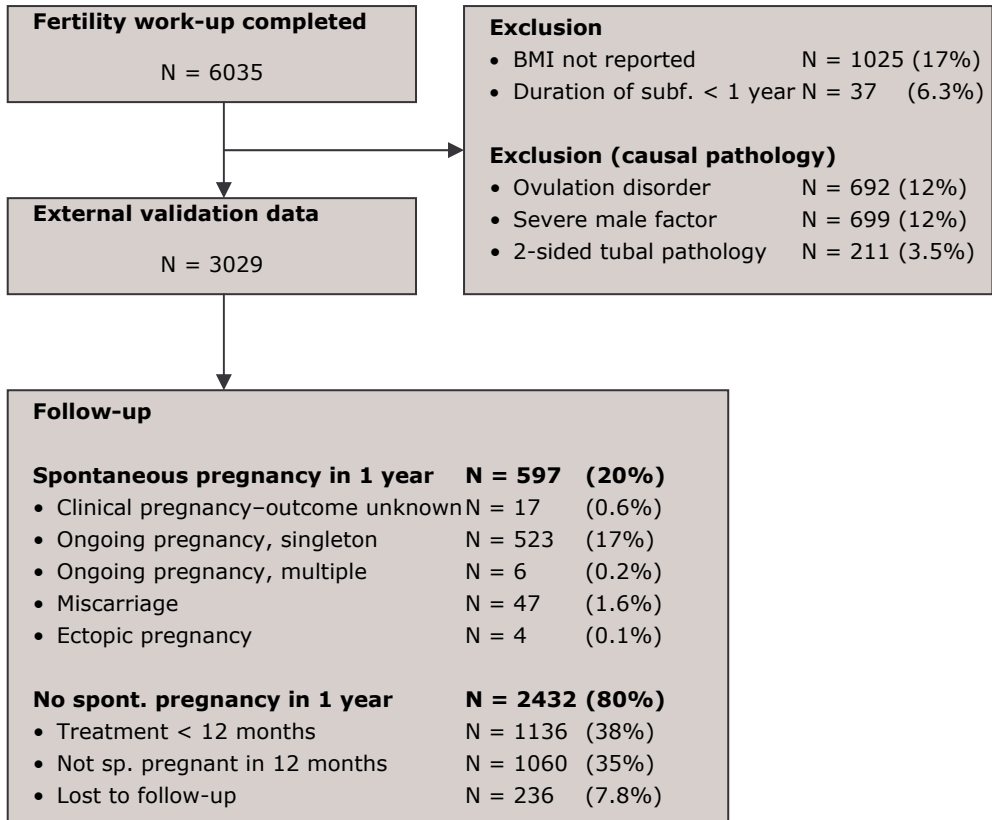 Fertility work-up completed
N = 6035
Exclusion
• BMI not reported N = 1025 (17%)
• Duration of subf. < 1 year N = 37 (6.3%)
Exclusion (causal pathology)
• Ovulation disorder N = 692 (12%)
• Severe male factor N = 699 (12%)
• 2-sided tubal pathology N = 211 (3.5%)
External validation data
N = 3029
Follow-up
Spontaneous pregnancy in 1 year N = 597 (20%)
• Clinical pregnancy–outcome unknown N = 17 (0.6%)
• Ongoing pregnancy, singleton N = 523 (17%)
• Ongoing pregnancy, multiple N = 6 (0.2%)
• Miscarriage N = 47 (1.6%)
• Ectopic pregnancy N = 4 (0.1%)
No spont. pregnancy in 1 year N = 2432 (80%)
• Treatment < 12 months N = 1136 (38%)
• Not sp. pregnant in 12 months N = 1060 (35%)
• Lost to follow-up N = 236 (7.8%)